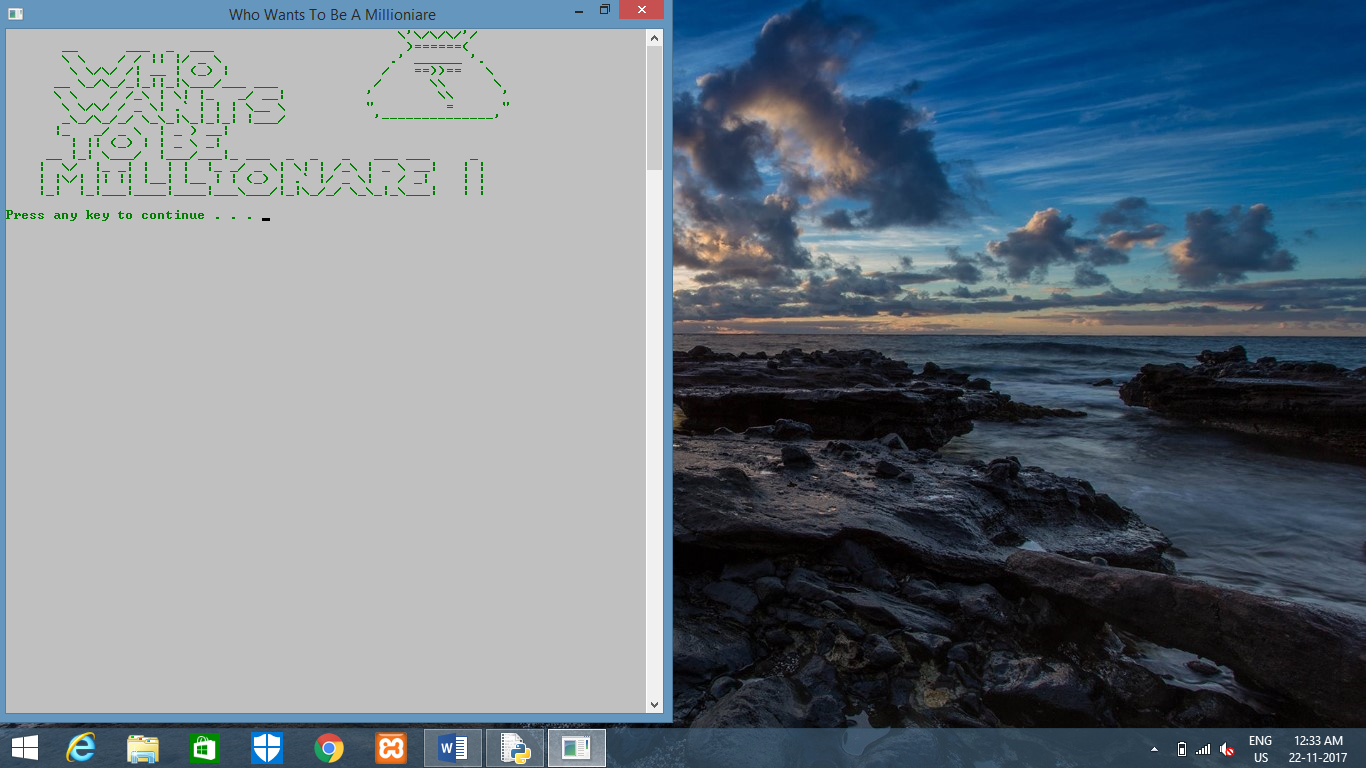 Who Wants To Be A Millioniare
WHO
WANTS
TO BE
MILLIONARE !
Press any key to continue . . .
ENG
US
12:33 AM
22-11-2017